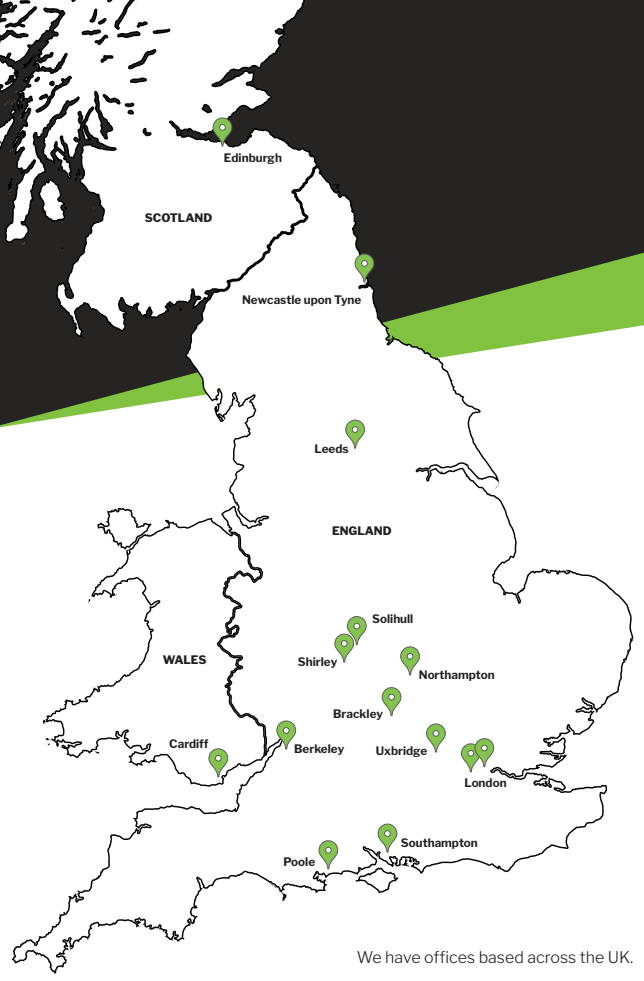 Edinburgh
SCOTLAND
Newcastle upon Tyne
Leeds
ENGLAND
Solihull
Shirley
WALES
Northampton
Brackley
Cardiff
Berkeley
Uxbridge
London
Southampton
Poole
We have offices based across the UK.